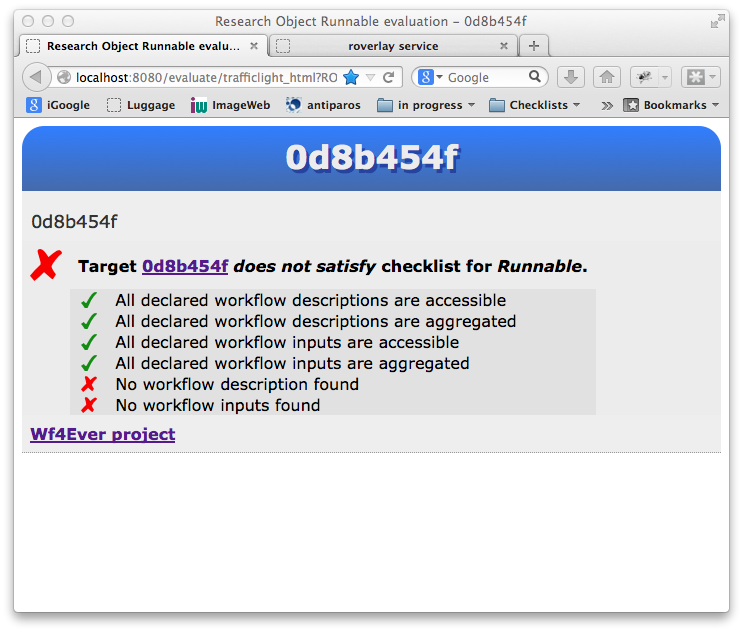 Research Object Runnable evaluation – 0d8b454f
Research Object Runnable evalu... roverlay service
localhost:8080/evaluate/trafficlight_html?RO Google
iGoogle Luggage ImageWeb antiparos in progress Checklists Bookmarks
0d8b454f
0d8b454f
Target 0d8b454f does not satisfy checklist for Runnable.
All declared workflow descriptions are accessible
All declared workflow descriptions are aggregated
All declared workflow inputs are accessible
All declared workflow inputs are aggregated
No workflow description found
No workflow inputs found
Wf4Ever project